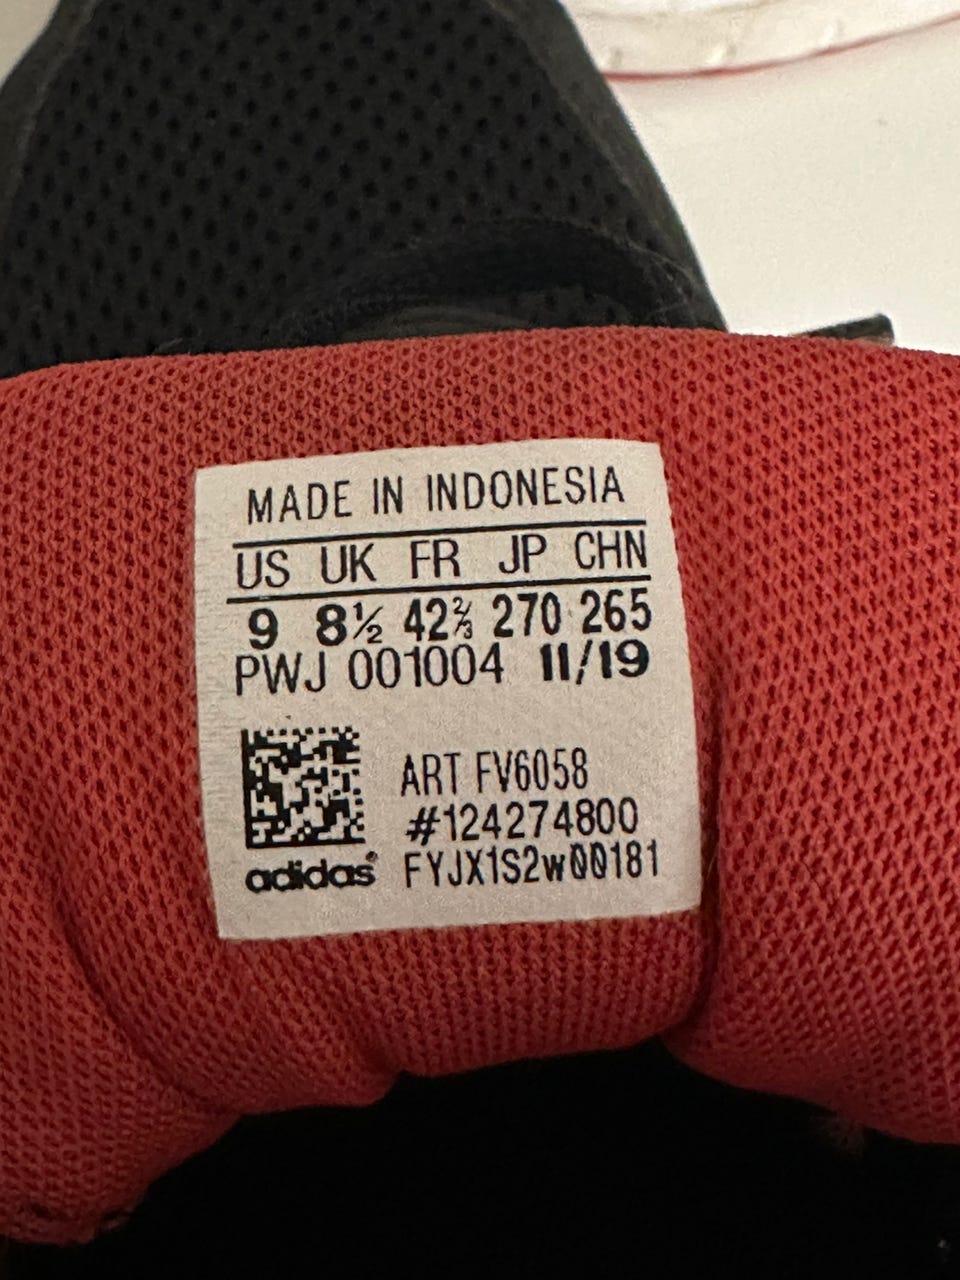 MADE IN INDONESIA
US UK FR JP CHN
9 8½ 42⅔ 270 265
PWJ 001004 11/19
ART FV6058
#124274800
adidas® FYJX1S2w00181